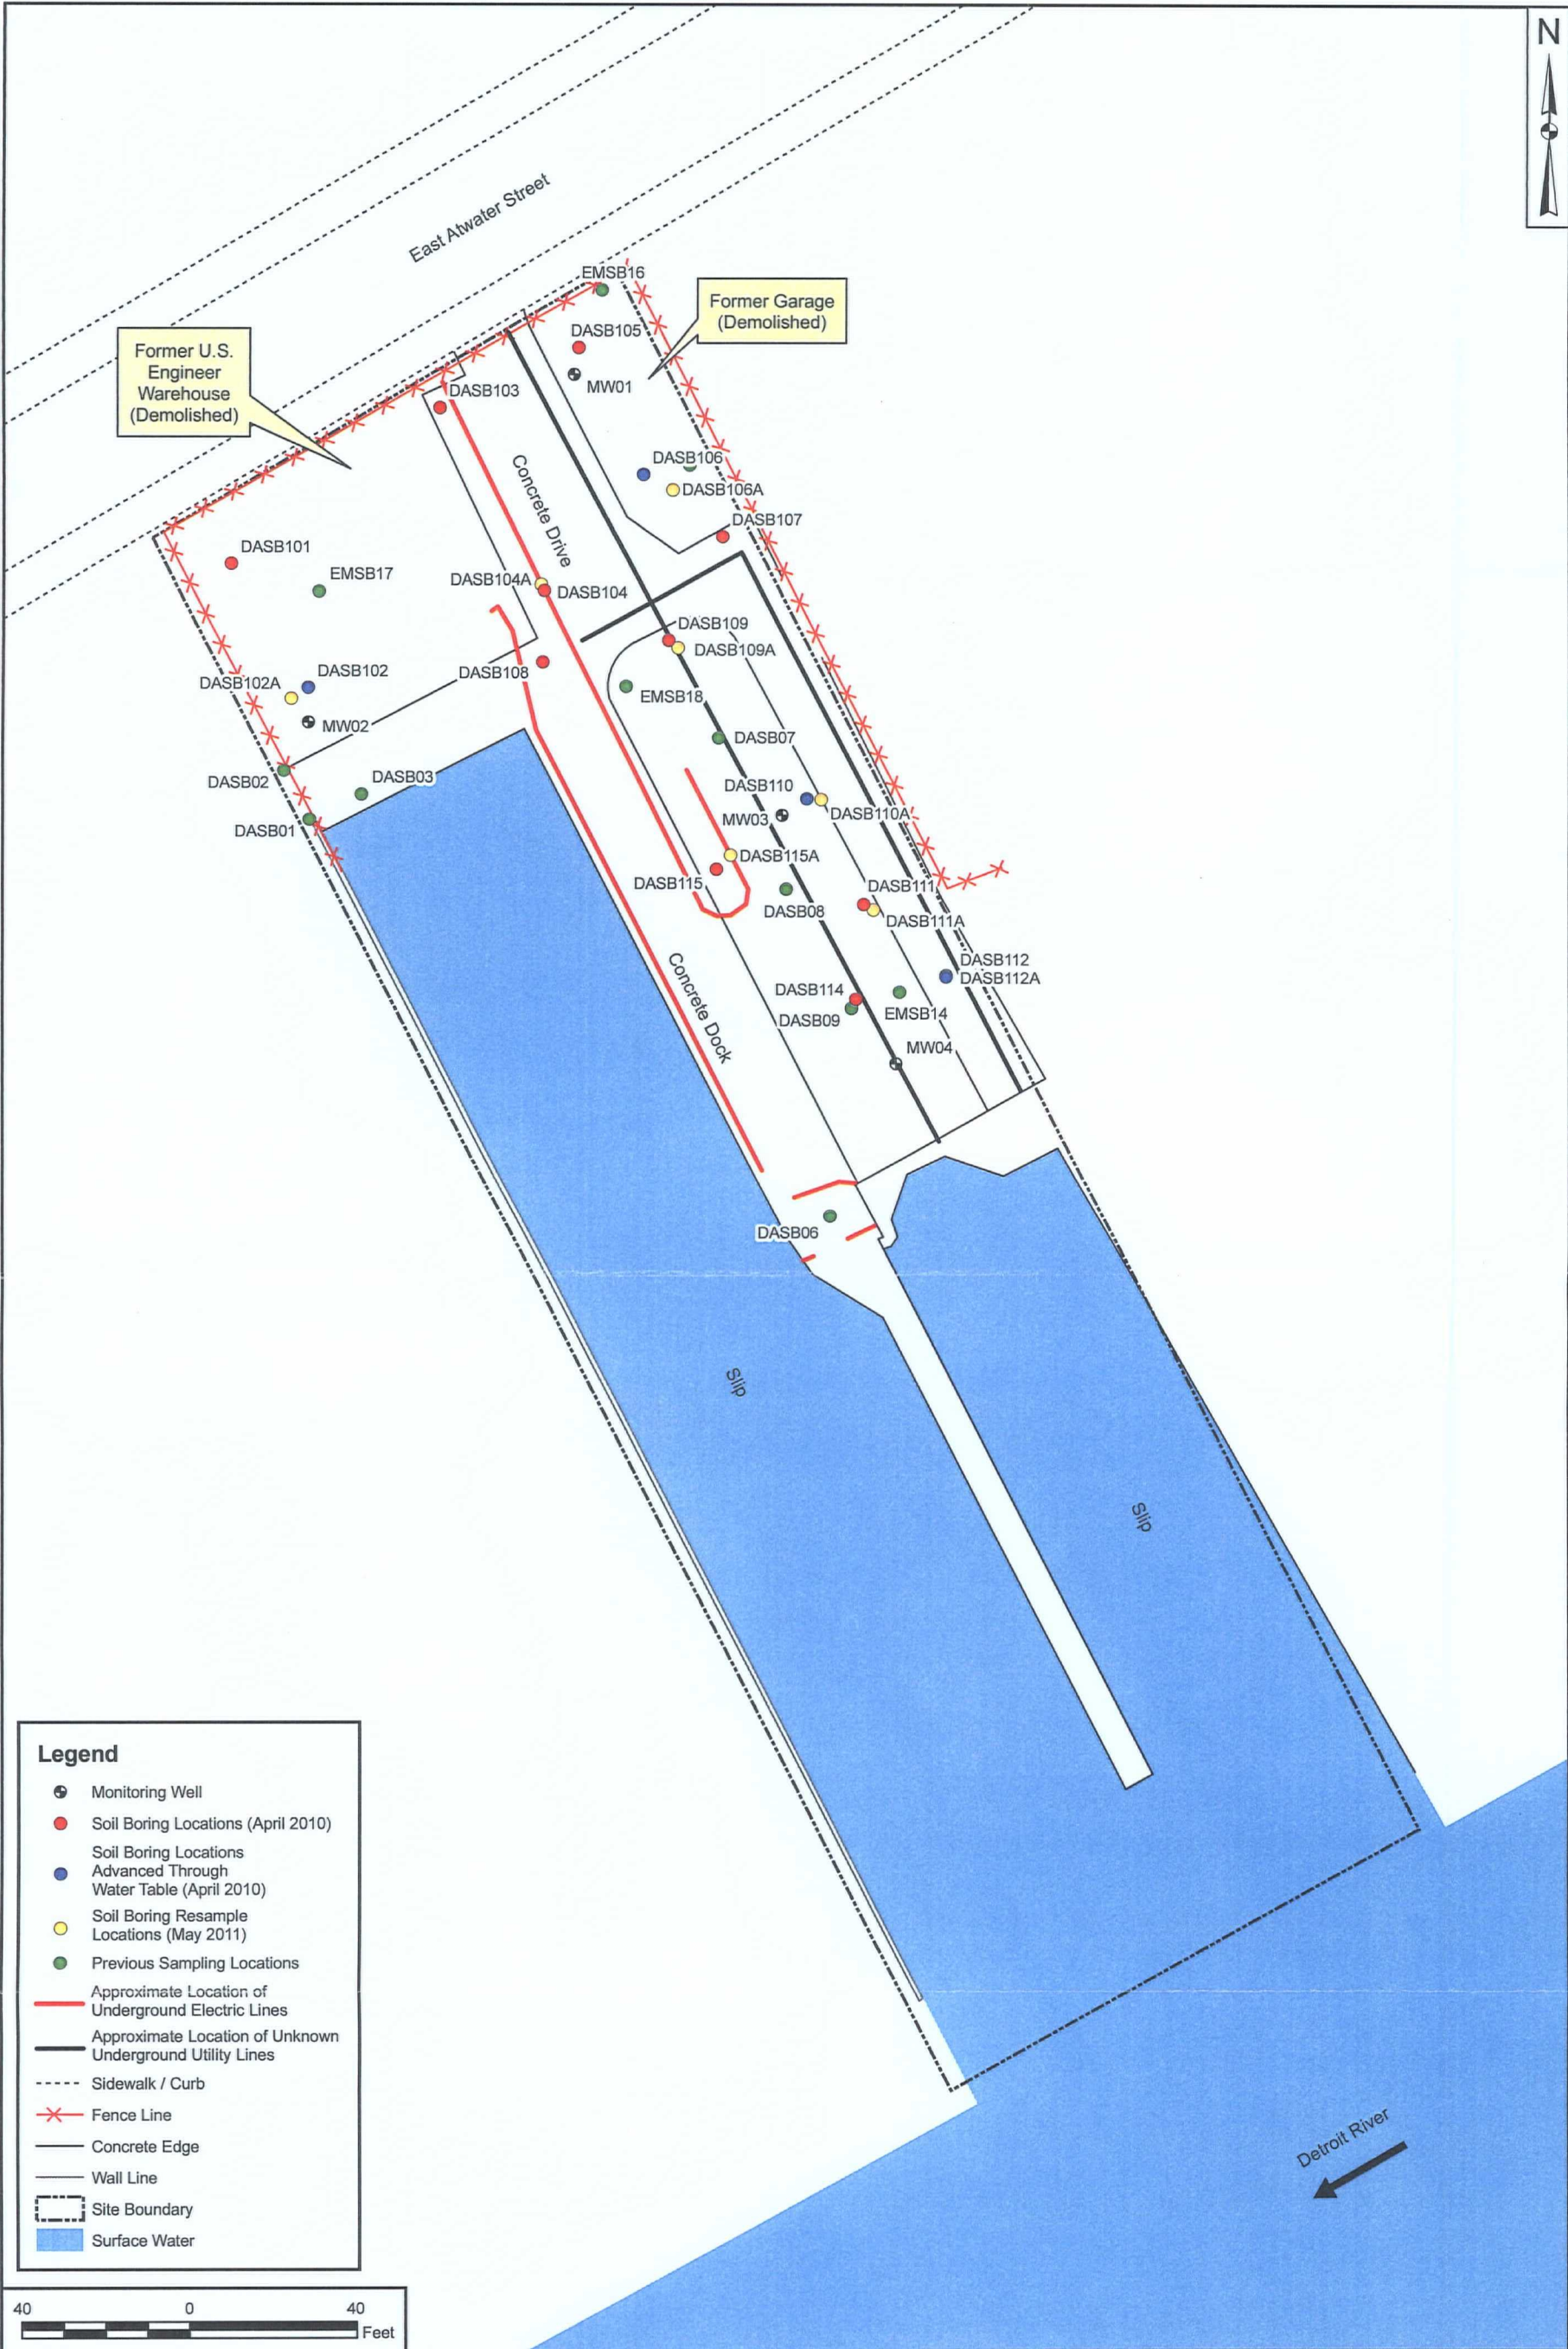 N
East Atwater Street
EMSB16
Former Garage
(Demolished)
DASB105
MW01
Former U.S.
Engineer
Warehouse
(Demolished)
DASB103
Concrete Drive
DASB106
DASB106A
DASB107
DASB101
EMSB17
DASB104A
DASB104
DASB109
DASB109A
DASB108
DASB102
DASB102A
EMSB18
MW02
DASB07
DASB02
DASB03
DASB110
DASB110A
MW03
DASB01
DASB115A
DASB115
DASB111
DASB08
DASB111A
DASB112
DASB112A
Concrete Dock
DASB114
DASB09
EMSB14
MW04
DASB06
Slip
Slip
Legend
Monitoring Well
Soil Boring Locations (April 2010)
Soil Boring Locations
Advanced Through
Water Table (April 2010)
Soil Boring Resample
Locations (May 2011)
Previous Sampling Locations
Approximate Location of
Underground Electric Lines
Approximate Location of Unknown
Underground Utility Lines
Sidewalk / Curb
Fence Line
Concrete Edge
Wall Line
Site Boundary
Surface Water
Detroit River
40 0 40
Feet